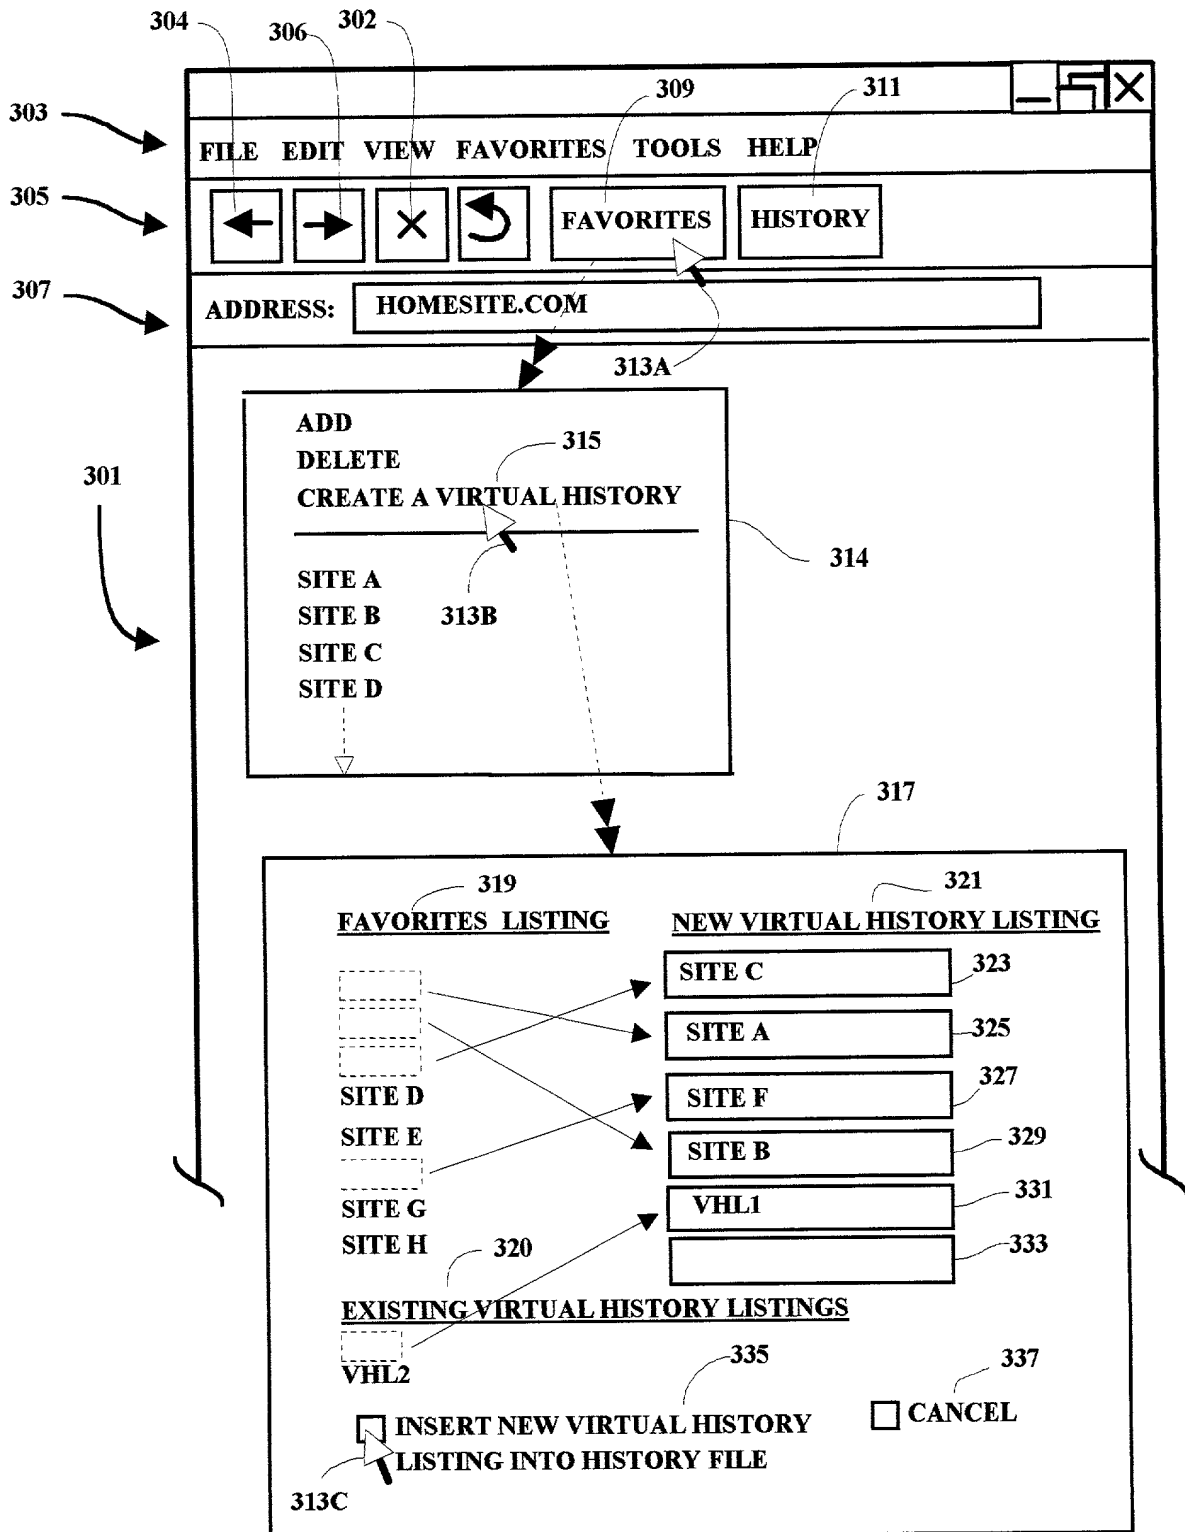 304
306
302
309
311
303
FILE EDIT VIEW FAVORITES TOOLS HELP
305
FAVORITES
HISTORY
307
ADDRESS:
HOMESITE.COM
313A
ADD
DELETE
315
CREATE A VIRTUAL HISTORY
301
314
SITE A
SITE B
313B
SITE C
SITE D
317
319
321
FAVORITES LISTING
NEW VIRTUAL HISTORY LISTING
SITE C
323
SITE A
325
SITE D
SITE F
327
SITE E
SITE B
329
SITE G
VHL1
331
SITE H
320
333
EXISTING VIRTUAL HISTORY LISTINGS
VHL2
335
337
INSERT NEW VIRTUAL HISTORY
LISTING INTO HISTORY FILE
CANCEL
313C